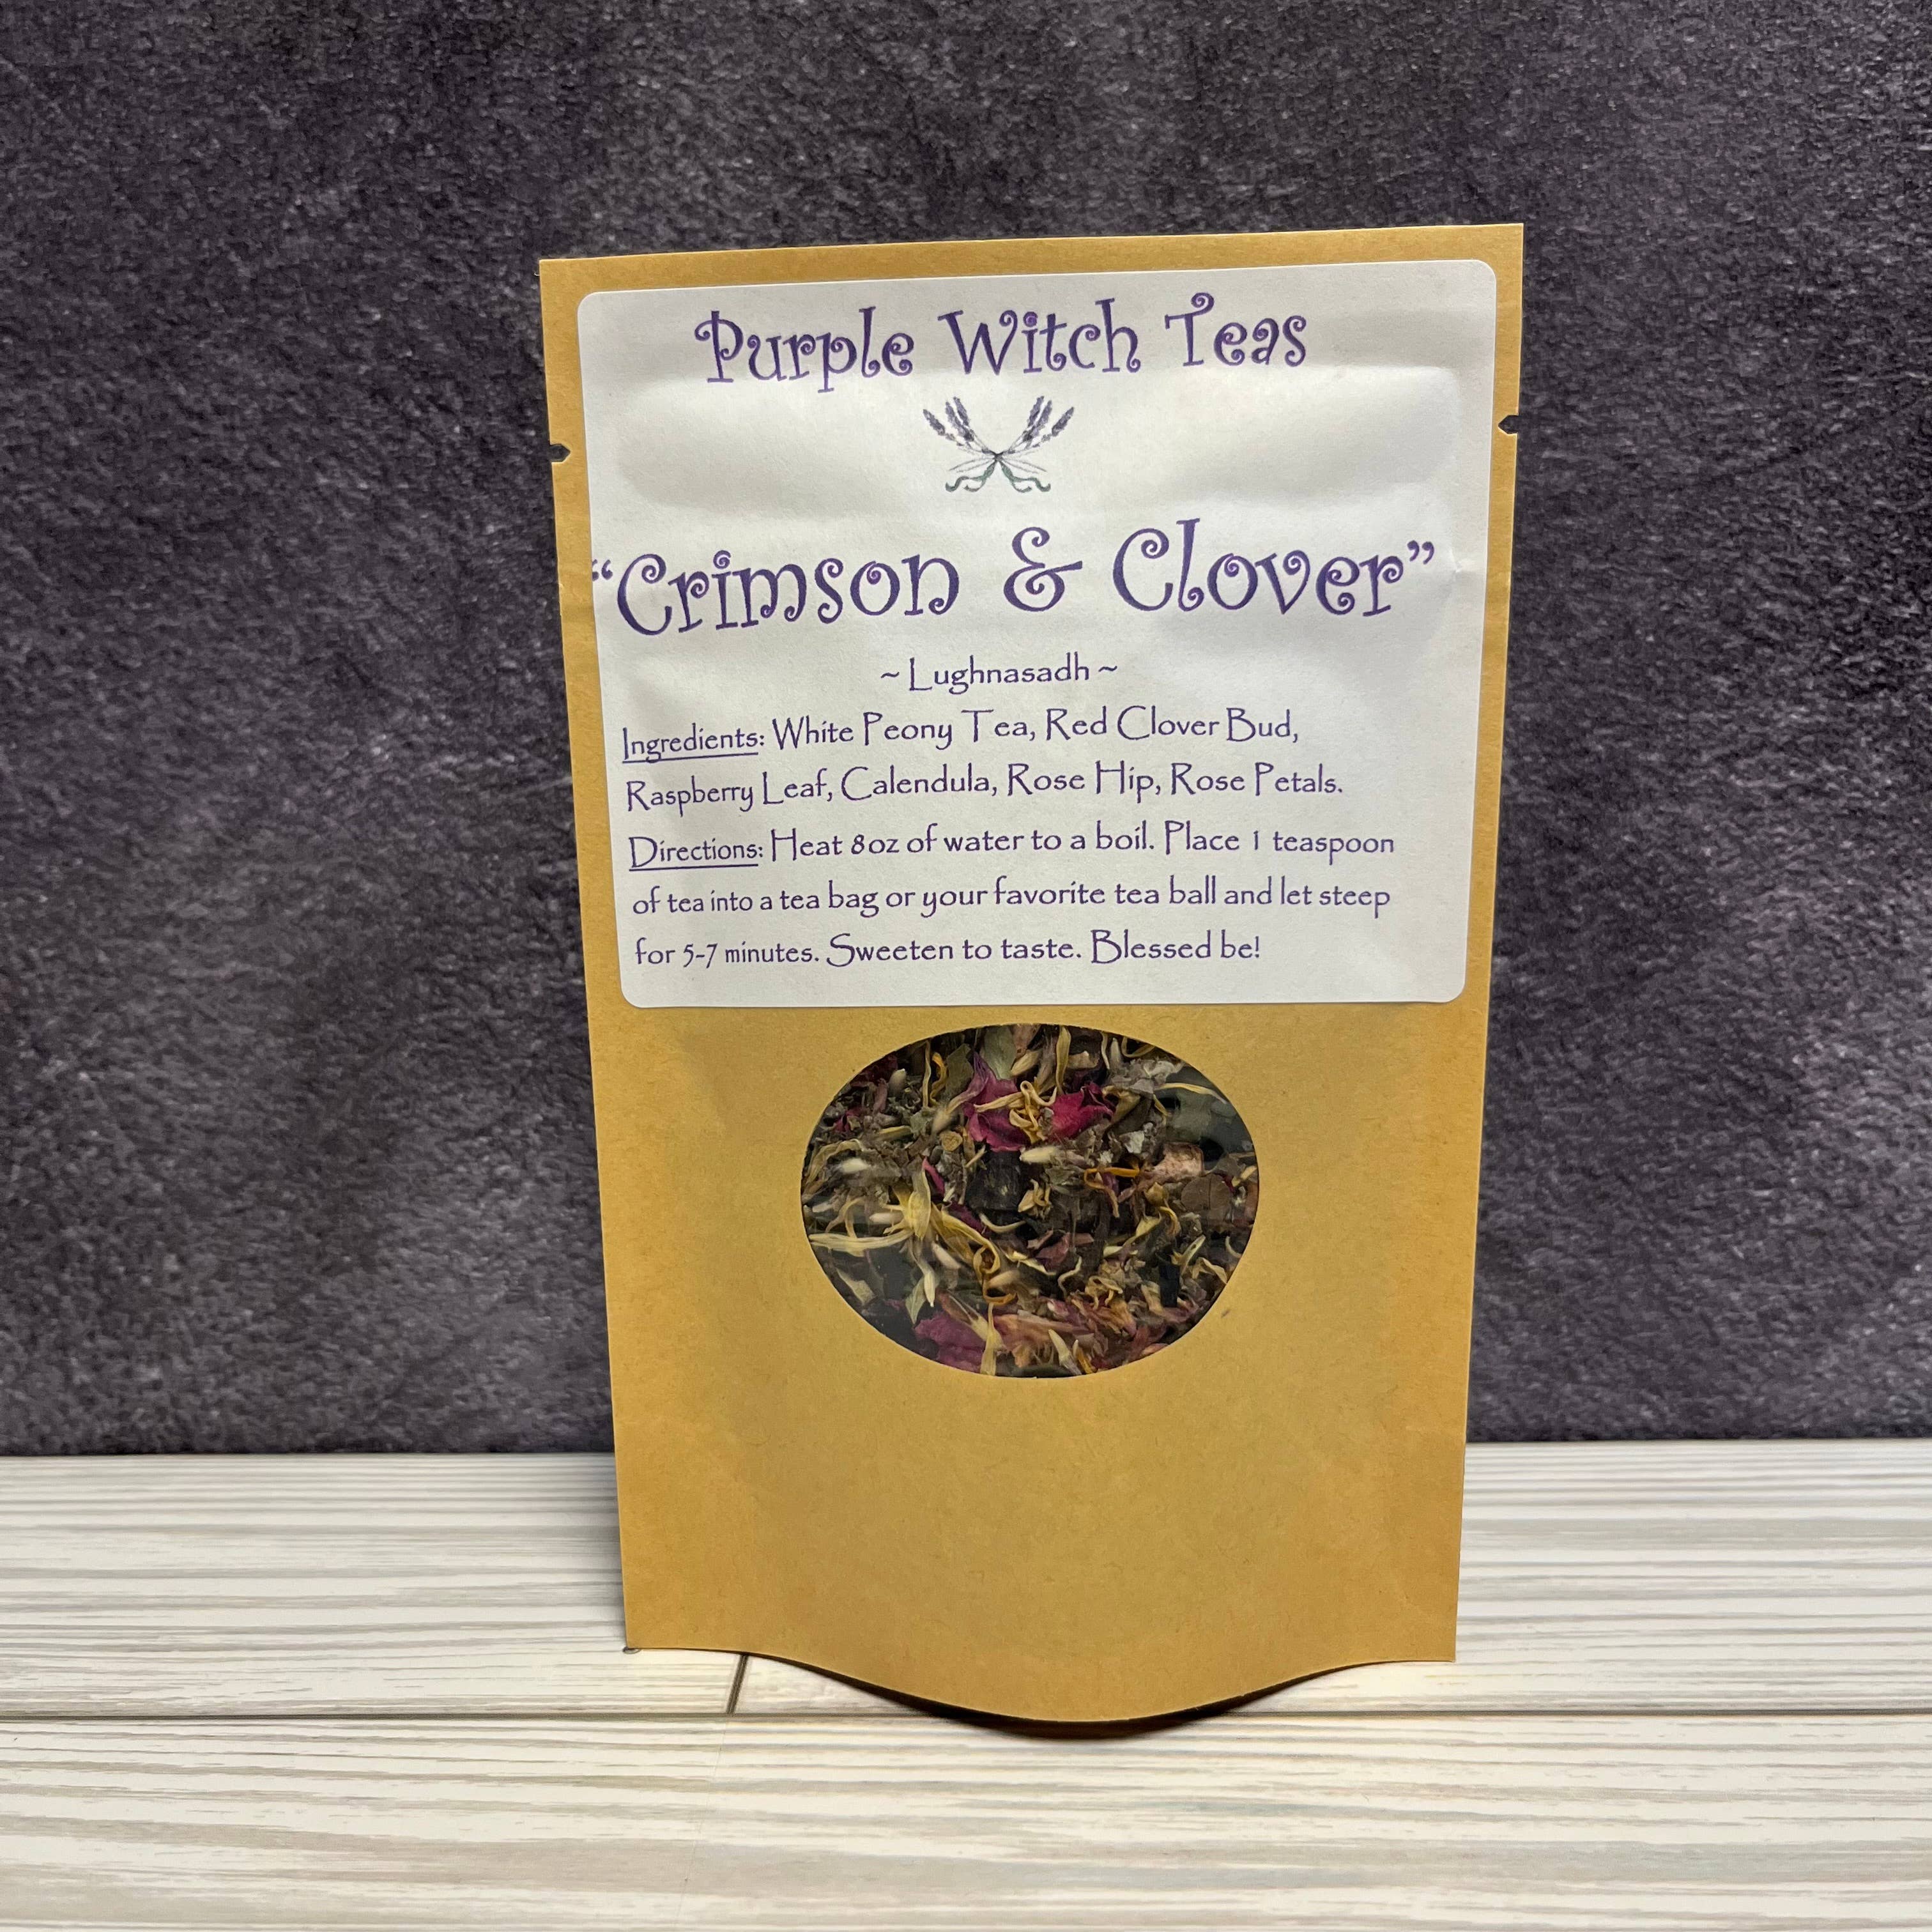 Purple Witch Teas
“Crimson & Clover”
~ Lughnasadh ~
Ingredients: White Peony Tea, Red Clover Bud,
Raspberry Leaf, Calendula, Rose Hip, Rose Petals.
Directions: Heat 8oz of water to a boil. Place 1 teaspoon
of tea into a tea bag or your favorite tea ball and let steep
for 5-7 minutes. Sweeten to taste. Blessed be!